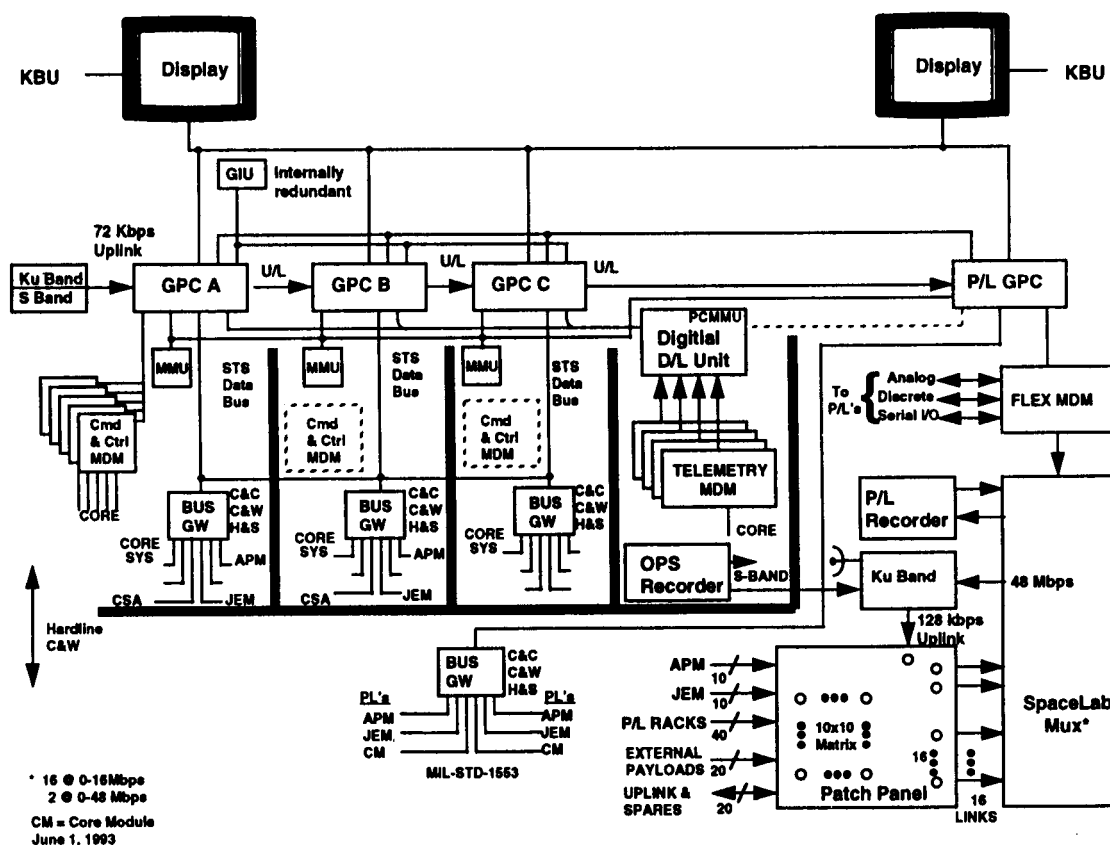 KBU
Display
Display
KBU
GIU
Internally
redundant
72 Kbps
Uplink
Ku Band
S Band
GPC A
U/L
GPC B
U/L
GPC C
U/L
P/L GPC
PCMMU
Digitial
D/L Unit
MMU
STS
Data
Bus
MMU
STS
Data
Bus
MMU
STS
Data
Bus
To
P/L's
Analog
Discrete
Serial I/O
FLEX MDM
Cmd
& Ctrl
MDM
CORE
Cmd
& Ctrl
MDM
Cmd
& Ctrl
MDM
TELEMETRY
MDM
CORE
BUS
GW
C&C
C&W
H&S
CORE
SYS
APM
CSA
JEM
BUS
GW
C&C
C&W
H&S
CORE
SYS
APM
CSA
JEM
BUS
GW
C&C
C&W
H&S
CORE
SYS
P/L
Recorder
OPS
Recorder
S-BAND
Ku Band
48 Mbps
128 kbps
Uplink
Hardline
C&W
BUS
GW
C&C
C&W
H&S
PL's
APM
JEM
CM
PL's
APM
JEM
CM
MIL-STD-1553
APM
10
JEM
10
P/L RACKS
40
EXTERNAL
PAYLOADS
20
UPLINK &
SPARES
20
10x10
Matrix
16
Patch Panel
16
LINKS
SpaceLab
Mux*
* 16 @ 0-16Mbps
2 @ 0-48 Mbps
CM = Core Module
June 1, 1993